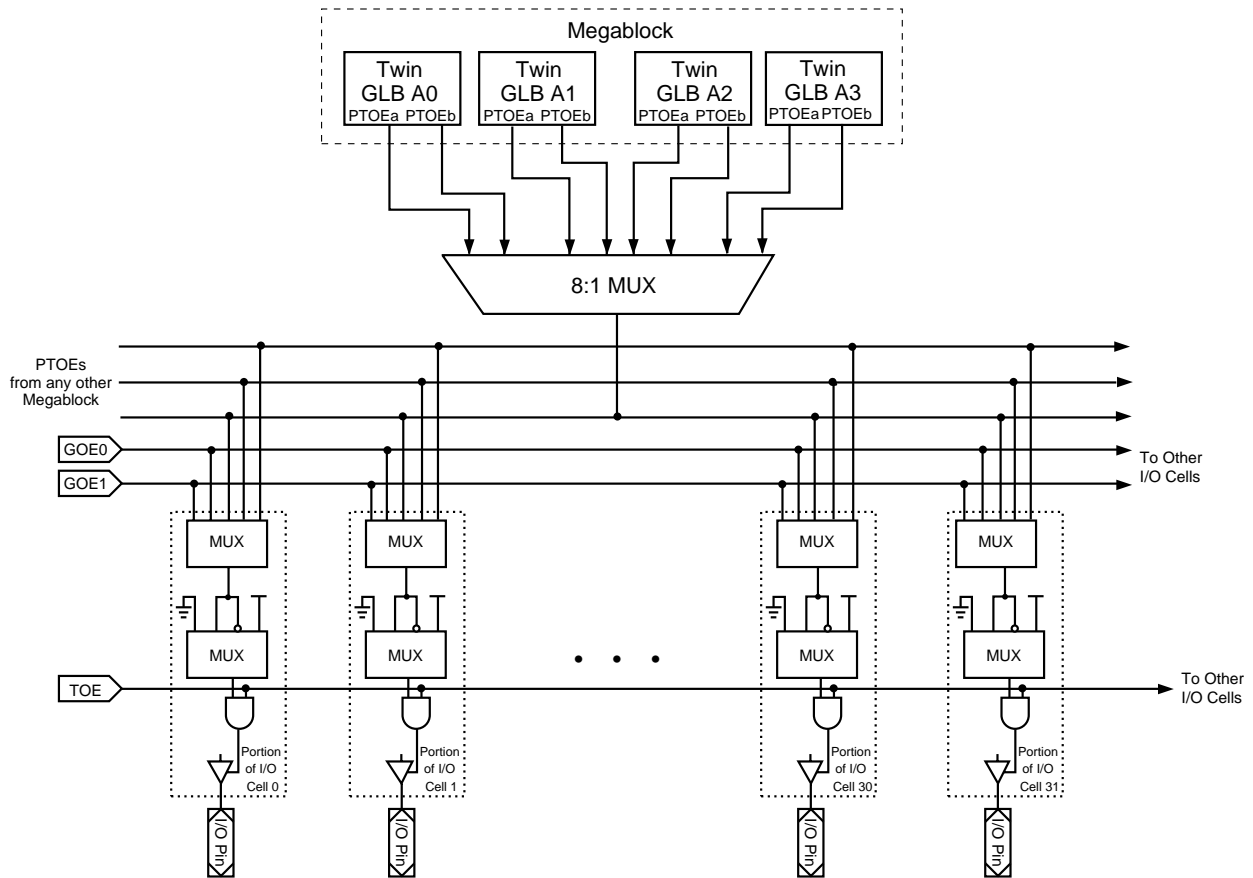 Megablock
Twin
GLB A0
PTOEa PTOEb
Twin
GLB A1
PTOEa PTOEb
Twin
GLB A2
PTOEa PTOEb
Twin
GLB A3
PTOEa PTOEb
8:1 MUX
PTOEs
from any other
Megablock
GOE0
GOE1
To Other
I/O Cells
MUX
MUX
MUX
MUX
MUX
MUX
MUX
MUX
TOE
To Other
I/O Cells
Portion
of I/O
Cell 0
Portion
of I/O
Cell 1
Portion
of I/O
Cell 30
Portion
of I/O
Cell 31
I/O Pin
I/O Pin
I/O Pin
I/O Pin